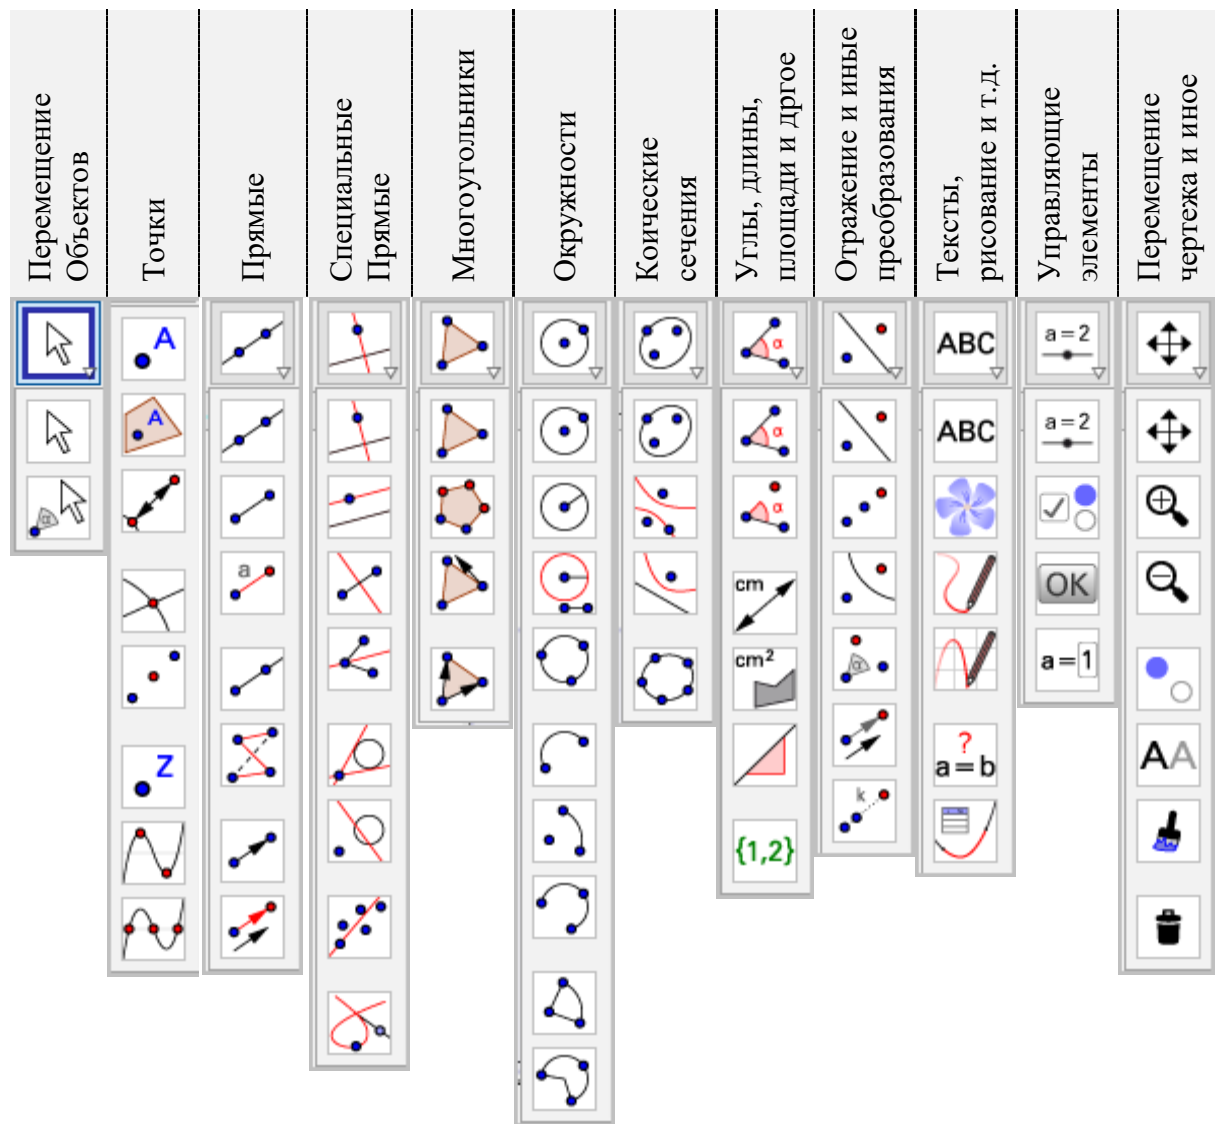 Перемещение
Объектов
Точки
Прямые
Специальные
Прямые
Многоугольники
Окружности
Коические
сечения
Углы, длины,
площади и дргое
Отражение и иные
преобразования
Тексты,
рисование и т.д.
Управляющие
элементы
Перемещение
чертежа и иное
α
ABC
a=2
A
α
ABC
a=2
A
α
α
a
cm
OK
cm²
α
a=1
Z
?
a=b
AA
k
{1,2}